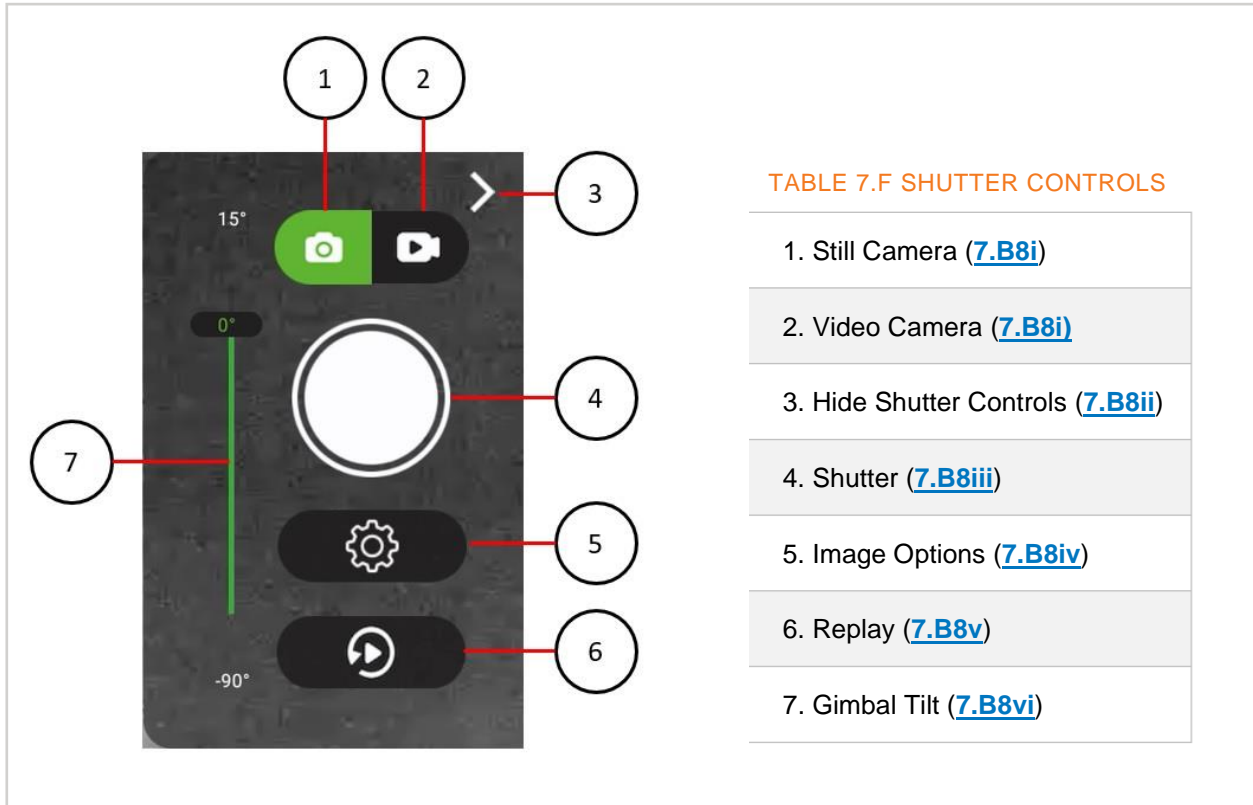 1
2
3
15°
0°
4
7
5
6
-90°
TABLE 7.F SHUTTER CONTROLS
1. Still Camera (7.B8i)
2. Video Camera (7.B8i)
3. Hide Shutter Controls (7.B8ii)
4. Shutter (7.B8iii)
5. Image Options (7.B8iv)
6. Replay (7.B8v)
7. Gimbal Tilt (7.B8vi)